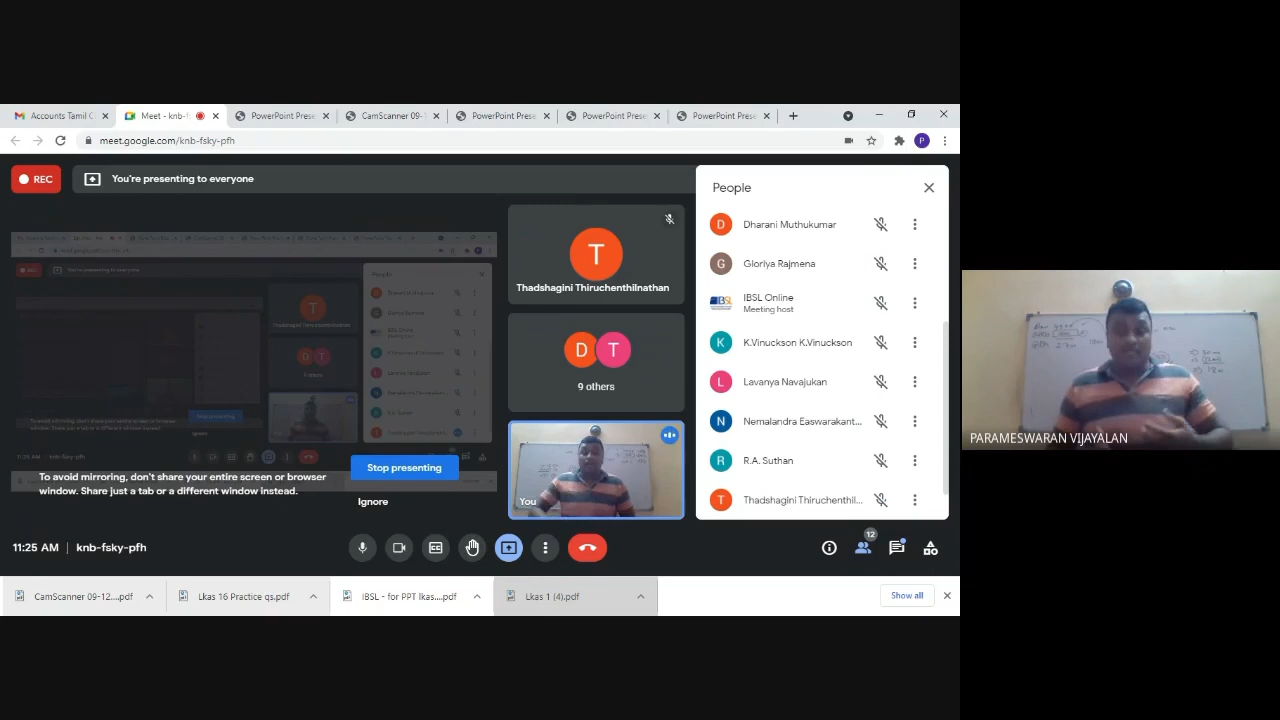 Accounts Tamil C
Meet - knb-f
PowerPoint Prese
CamScanner 09-1
PowerPoint Prese
PowerPoint Prese
PowerPoint Prese
meet.google.com/knb-fsky-pfh
P
REC
You're presenting to everyone
People
T
Thadshagini Thiruchenthilnathan
D T
9 others
You
D Dharani Muthukumar
G Gloriya Rajmena
IBSL Online
Meeting host
K K.Vinuckson K.Vinuckson
L Lavanya Navajukan
N Nemalandra Easwarakant...
R R.A. Suthan
T Thadshagini Thiruchenthil...
To avoid mirroring, don't share your entire screen or browser
window. Share just a tab or a different window instead.
Stop presenting
Ignore
11:25 AM | knb-fsky-pfh
12
CamScanner 09-12....pdf
Lkas 16 Practice qs.pdf
IBSL - for PPT lkas....pdf
Lkas 1 (4).pdf
Show all
PARAMESWARAN VIJAYALAN